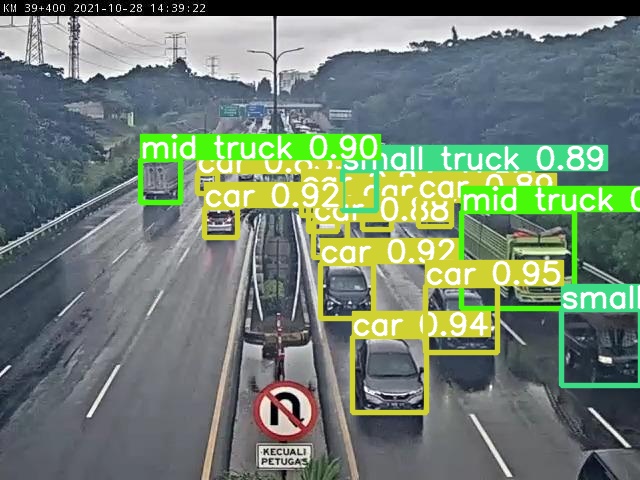 KM 39+400 2021-10-28 14:39:22
mid truck 0.90
small truck 0.89
car 0.92
mid truck 0
car 0.88
car 0.92
car 0.95
small
car 0.94
KECUALI
PETUGAS